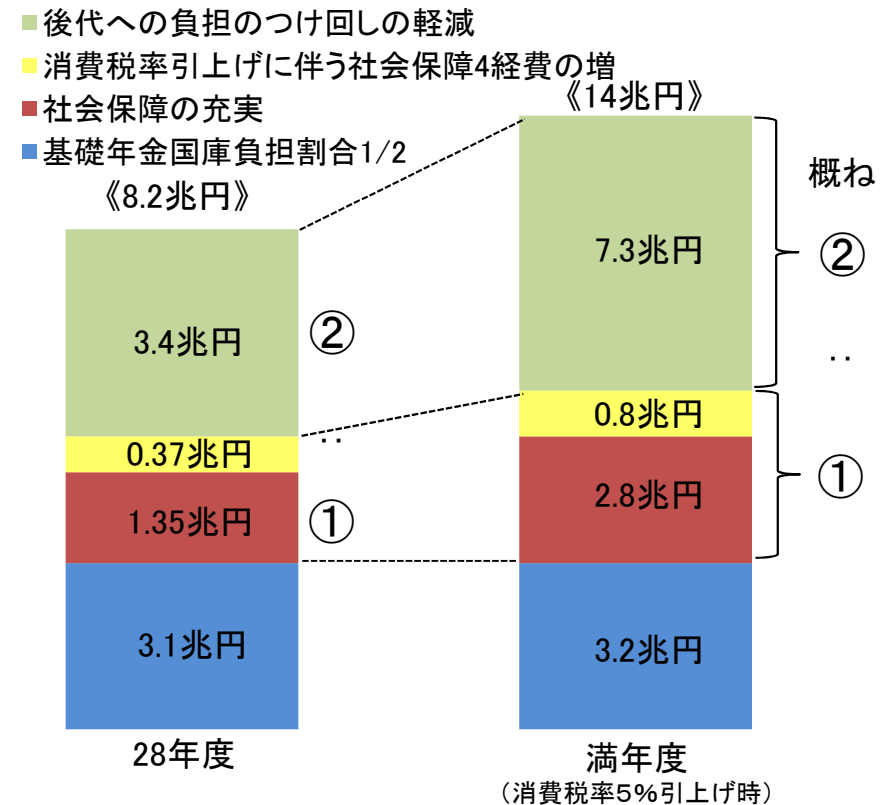 ■後代への負担のつけ回しの軽減
■消費税率引上げに伴う社会保障4経費の増
■社会保障の充実
■基礎年金国庫負担割合1/2
《8.2兆円》
3.4兆円
②
0.37兆円
‥
1.35兆円
①
3.1兆円
28年度
《14兆円》
7.3兆円
0.8兆円
2.8兆円
3.2兆円
満年度
（消費税率5%引上げ時）
概ね
②
‥
①